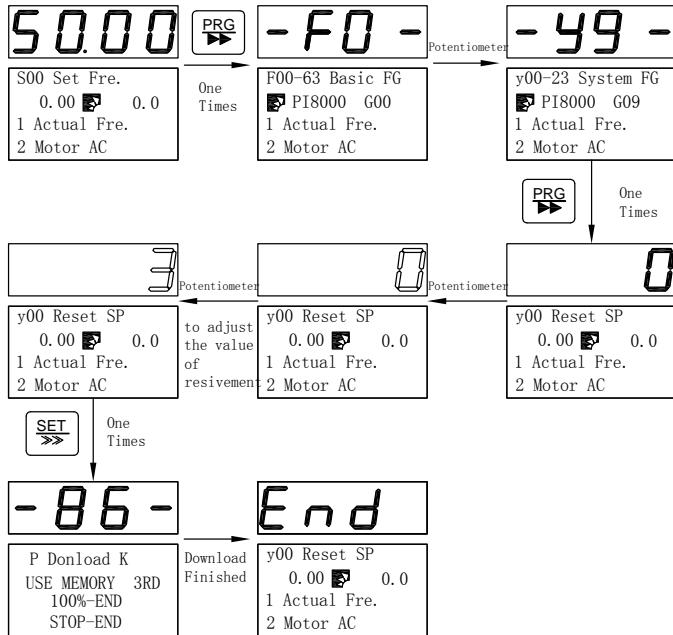 50.00
S00 Set Fre.
0.00 0.0
1 Actual Fre.
2 Motor AC
PRG
One
Times
-F0-
F00-63 Basic FG
PI8000 G00
1 Actual Fre.
2 Motor AC
Potentiometer
-y9-
y00-23 System FG
PI8000 G09
1 Actual Fre.
2 Motor AC
PRG
One
Times
0
y00 Reset SP
0.00 0.0
1 Actual Fre.
2 Motor AC
Potentiometer
0
y00 Reset SP
0.00 0.0
1 Actual Fre.
2 Motor AC
Potentiometer
to adjust
the value
of
resivement
3
y00 Reset SP
0.00 0.0
1 Actual Fre.
2 Motor AC
SET
One
Times
-86-
P Donload K
USE MEMORY 3RD
100%-END
STOP-END
Download
Finished
End
y00 Reset SP
0.00 0.0
1 Actual Fre.
2 Motor AC